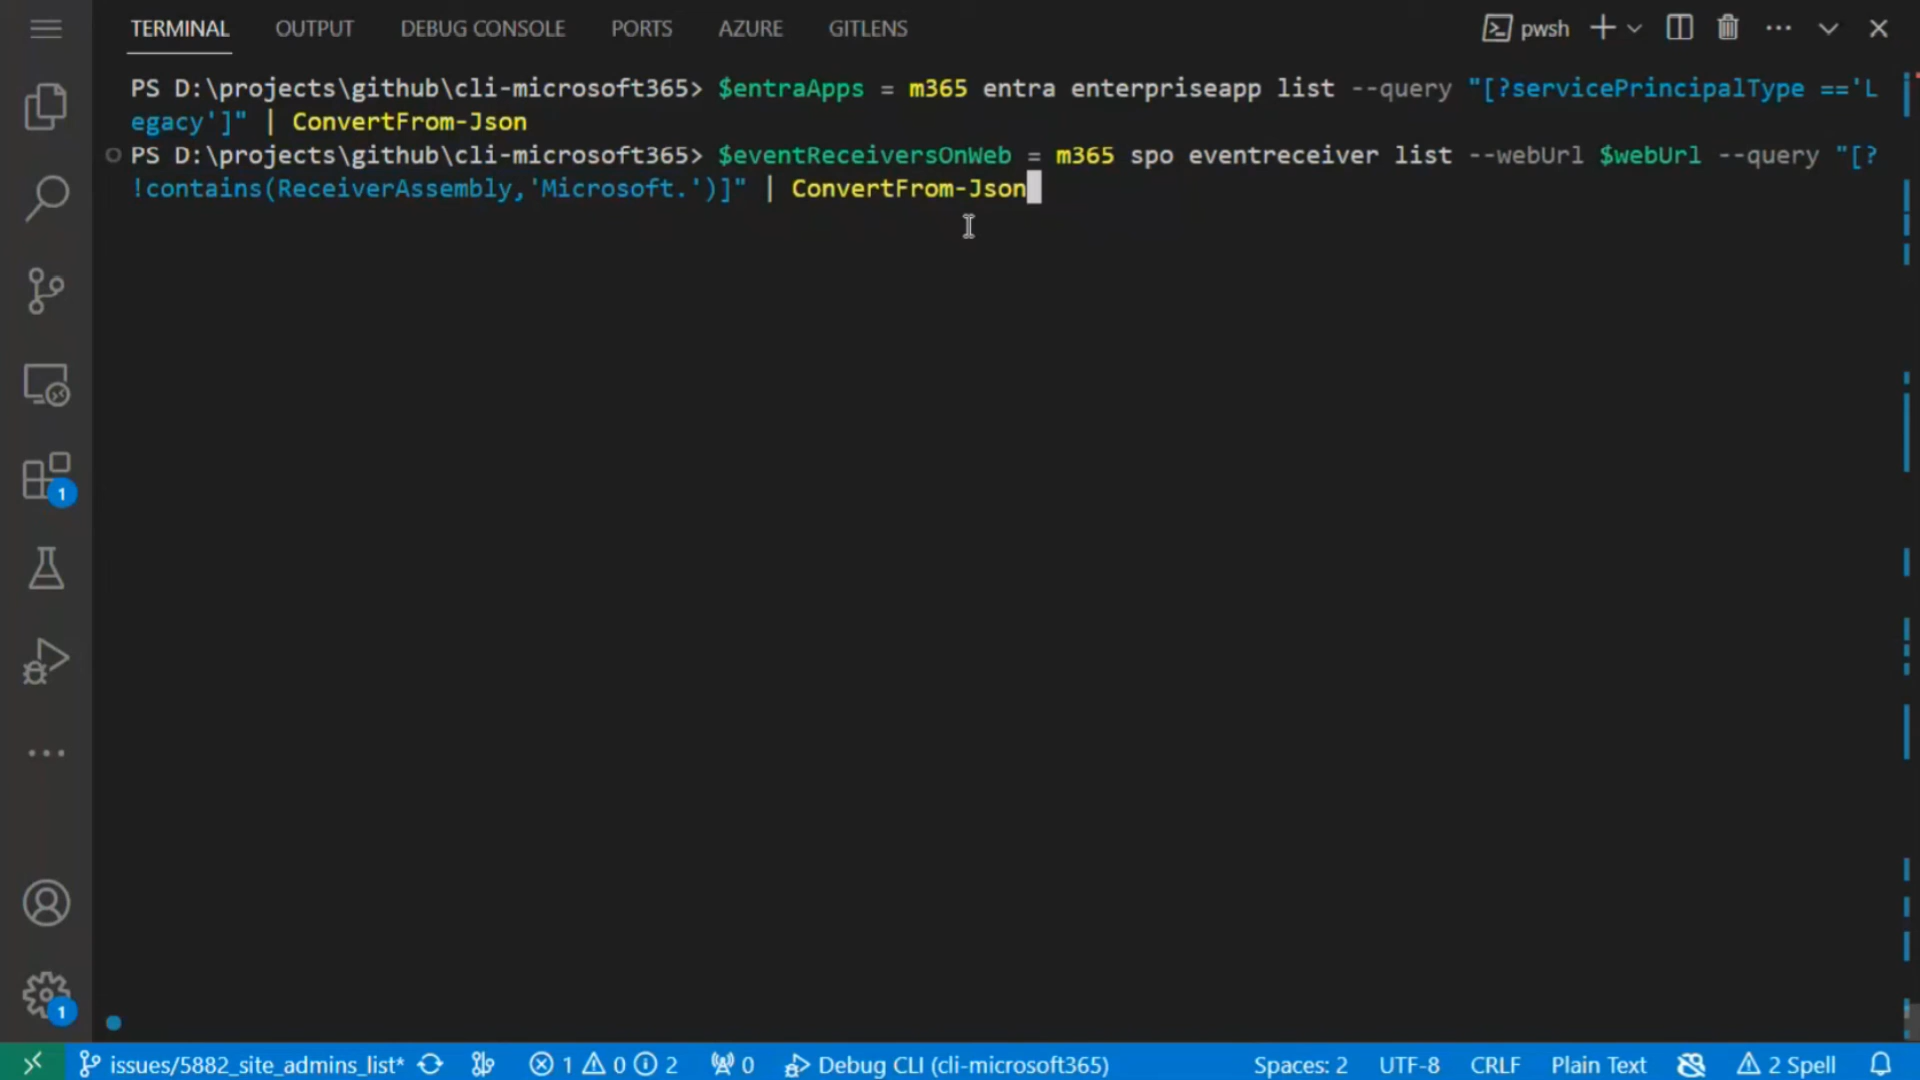 TERMINAL OUTPUT DEBUG CONSOLE PORTS AZURE GITLENS pwsh
PS D:\projects\github\cli-microsoft365> $entraApps = m365 entra enterpriseapp list --query "[?servicePrincipalType =='L
egacy']" | ConvertFrom-Json
PS D:\projects\github\cli-microsoft365> $eventReceiversOnWeb = m365 spo eventreceiver list --webUrl $webUrl --query "[?
!contains(ReceiverAssembly,'Microsoft.')]" | ConvertFrom-Json
1
1
issues/5882_site_admins_list* 1 0 2 0 Debug CLI (cli-microsoft365) Spaces: 2 UTF-8 CRLF Plain Text 2 Spell